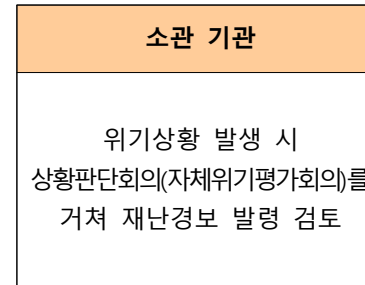 소관 기관
위기상황 발생 시
상황판단회의(자체위기평가회의)를
거쳐 재난경보 발령 검토